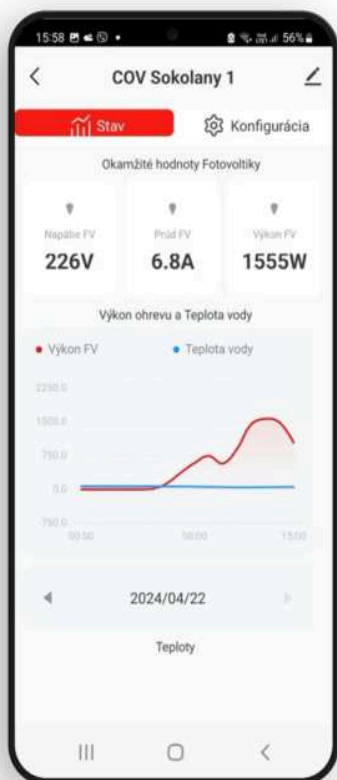 15:58 56%
COV Sokolany 1
Stav Konfigurácia
Okamžité hodnoty Fotovoltiky
Napätie FV Prúd FV Výkon FV
226V 6.8A 1555W
Výkon ohrevu a Teplota vody
Výkon FV Teplota vody
2250.0
1500.0
750.0
0.0
750.0
00:00 08:00 15:00
2024/04/22
Teploty